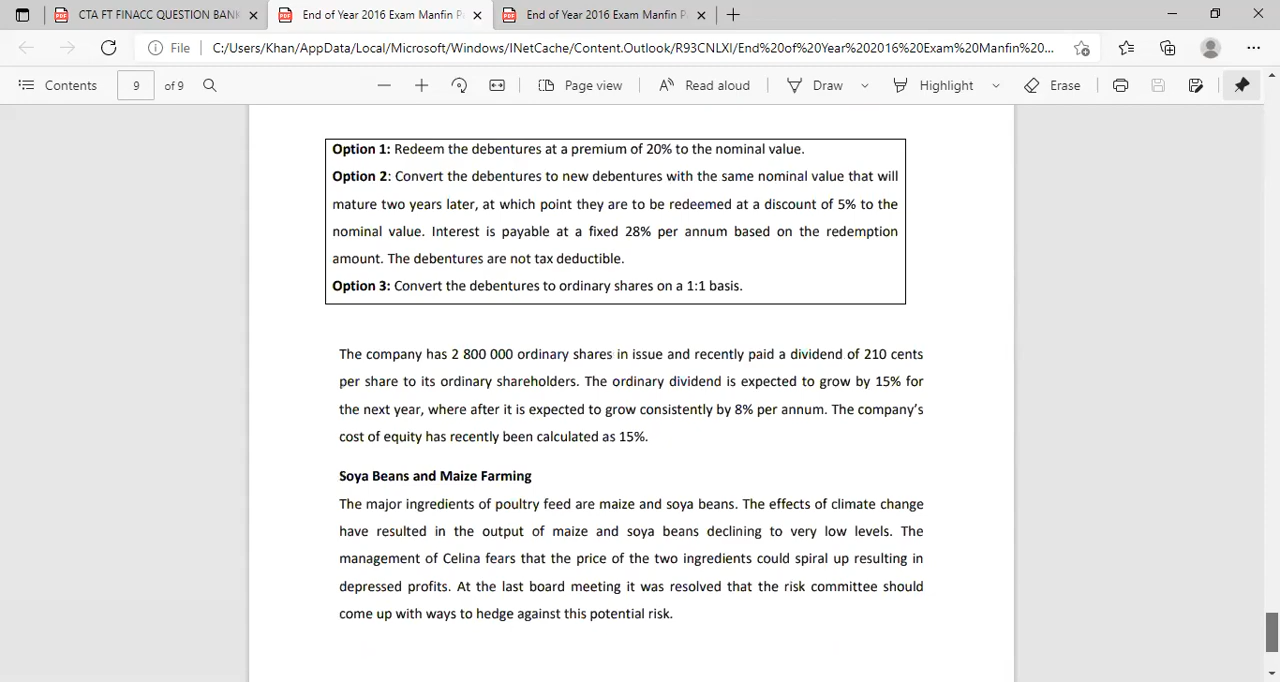 CTA FT FINACC QUESTION BANK
End of Year 2016 Exam Manfin P
End of Year 2016 Exam Manfin P
File
C:/Users/Khan/AppData/Local/Microsoft/Windows/INetCache/Content.Outlook/R93CNLXI/End%20of%20Year%202016%20Exam%20Manfin%20...
Contents
9
of 9
Page view
Read aloud
Draw
Highlight
Erase
Option 1: Redeem the debentures at a premium of 20% to the nominal value.
Option 2: Convert the debentures to new debentures with the same nominal value that will
mature two years later, at which point they are to be redeemed at a discount of 5% to the
nominal value. Interest is payable at a fixed 28% per annum based on the redemption
amount. The debentures are not tax deductible.
Option 3: Convert the debentures to ordinary shares on a 1:1 basis.
The company has 2 800 000 ordinary shares in issue and recently paid a dividend of 210 cents
per share to its ordinary shareholders. The ordinary dividend is expected to grow by 15% for
the next year, where after it is expected to grow consistently by 8% per annum. The company's
cost of equity has recently been calculated as 15%.
Soya Beans and Maize Farming
The major ingredients of poultry feed are maize and soya beans. The effects of climate change
have resulted in the output of maize and soya beans declining to very low levels. The
management of Celina fears that the price of the two ingredients could spiral up resulting in
depressed profits. At the last board meeting it was resolved that the risk committee should
come up with ways to hedge against this potential risk.